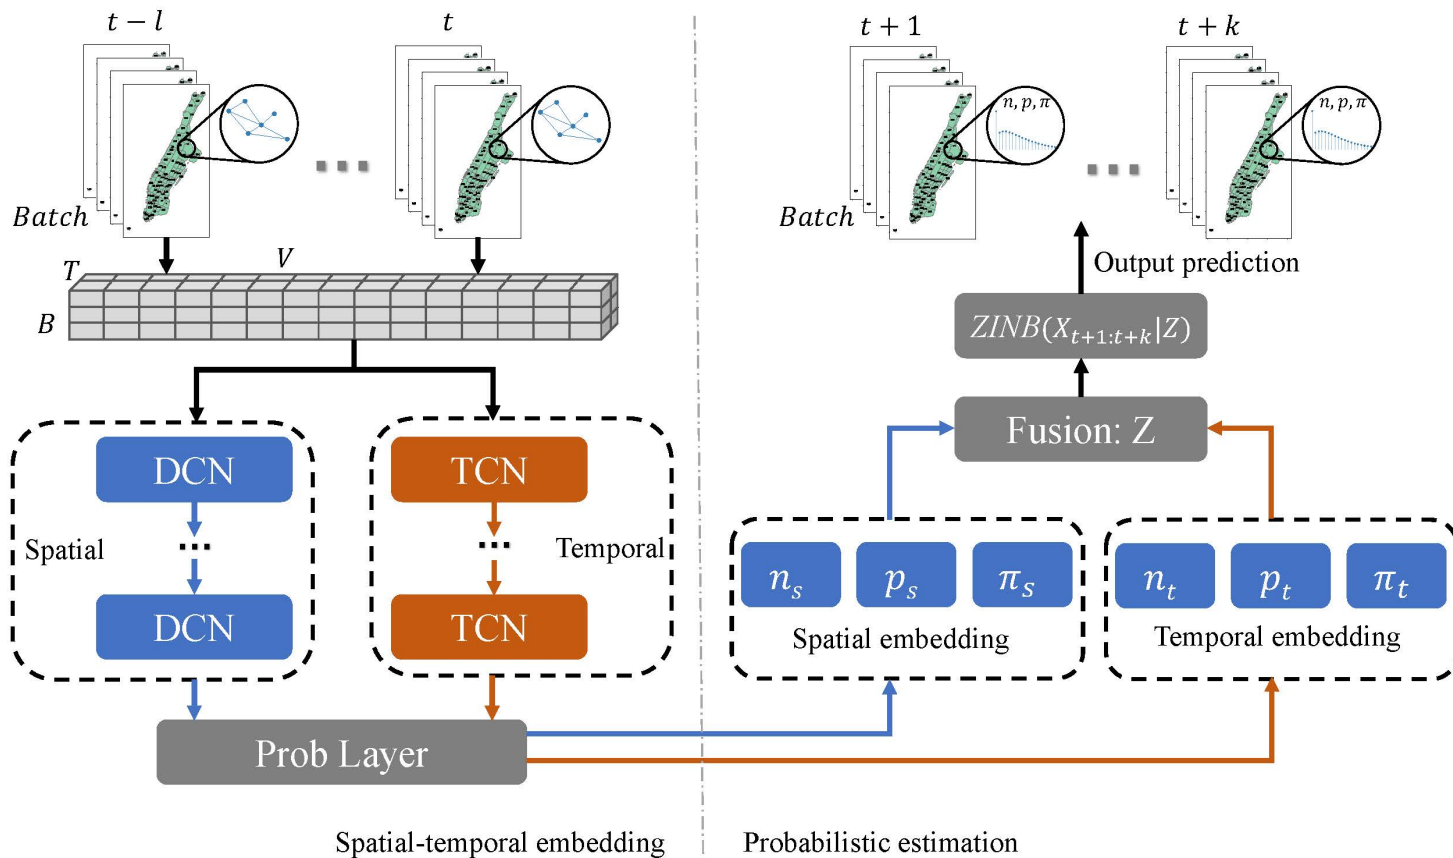 t − l
t
Batch
T
V
B
DCN
DCN
Spatial
TCN
TCN
Temporal
Prob Layer
Spatial-temporal embedding
t + 1
t + k
n, p, π
n, p, π
Batch
Output prediction
ZINB(X_{t+1:t+k}|Z)
Fusion: Z
n_s p_s π_s
Spatial embedding
n_t p_t π_t
Temporal embedding
Probabilistic estimation